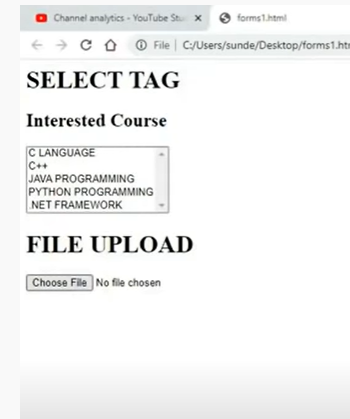 Channel analytics - YouTube Stu
forms1.html
File | C:/Users/sunde/Desktop/forms1.ht
SELECT TAG
Interested Course
C LANGUAGE
C++
JAVA PROGRAMMING
PYTHON PROGRAMMING
.NET FRAMEWORK
FILE UPLOAD
Choose File No file chosen